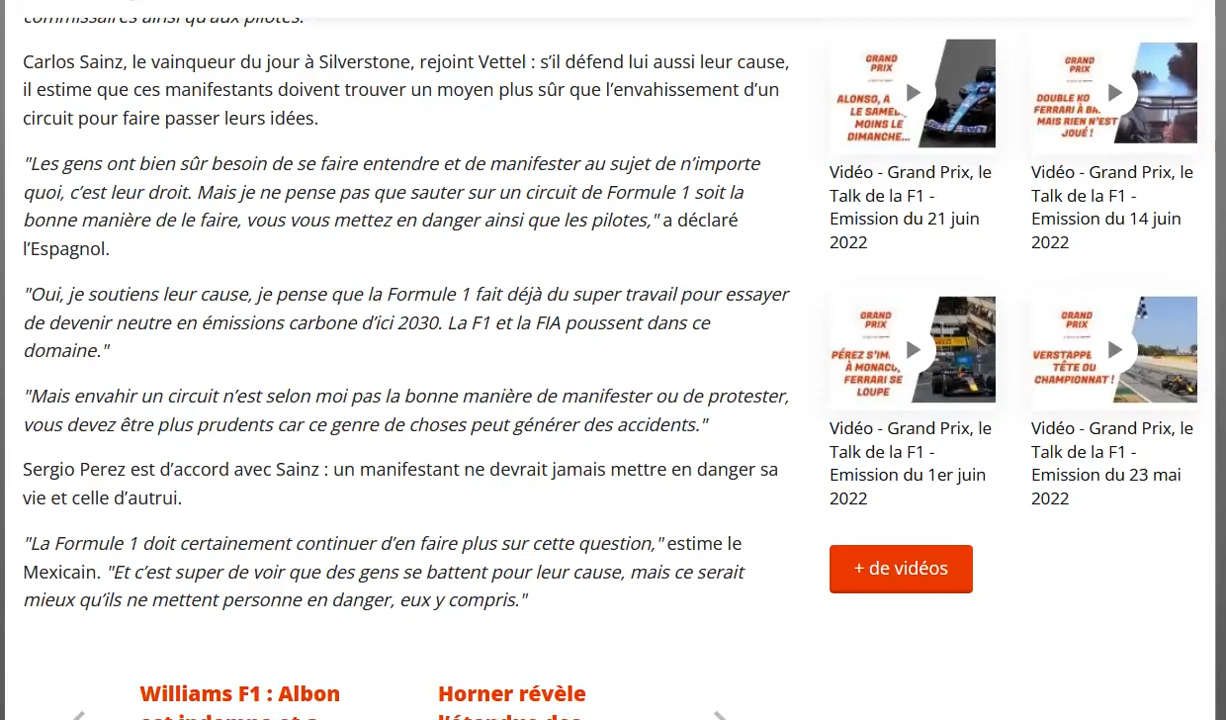 commissaires ainsi qu’aux pilotes."
Carlos Sainz, le vainqueur du jour à Silverstone, rejoint Vettel : s’il défend lui aussi leur cause,
il estime que ces manifestants doivent trouver un moyen plus sûr que l’envahissement d’un
circuit pour faire passer leurs idées.
"Les gens ont bien sûr besoin de se faire entendre et de manifester au sujet de n’importe
quoi, c’est leur droit. Mais je ne pense pas que sauter sur un circuit de Formule 1 soit la
bonne manière de le faire, vous vous mettez en danger ainsi que les pilotes," a déclaré
l’Espagnol.
"Oui, je soutiens leur cause, je pense que la Formule 1 fait déjà du super travail pour essayer
de devenir neutre en émissions carbone d’ici 2030. La F1 et la FIA poussent dans ce
domaine."
"Mais envahir un circuit n’est selon moi pas la bonne manière de manifester ou de protester,
vous devez être plus prudents car ce genre de choses peut générer des accidents."
Sergio Perez est d’accord avec Sainz : un manifestant ne devrait jamais mettre en danger sa
vie et celle d’autrui.
"La Formule 1 doit certainement continuer d’en faire plus sur cette question," estime le
Mexicain. "Et c’est super de voir que des gens se battent pour leur cause, mais ce serait
mieux qu’ils ne mettent personne en danger, eux y compris."
Williams F1 : Albon
est indemne et a
Horner révèle
l’étendue des
GRAND
PRIX
ALONSO, A
LE SAMED
MOINS LE
DIMANCHE...
Vidéo - Grand Prix, le
Talk de la F1 -
Emission du 21 juin
2022
GRAND
PRIX
DOUBLE KO
FERRARI À BA
MAIS RIEN N’EST
JOUÉ !
Vidéo - Grand Prix, le
Talk de la F1 -
Emission du 14 juin
2022
GRAND
PRIX
PÉREZ S’IM
À MONACO,
FERRARI SE
LOUPE
Vidéo - Grand Prix, le
Talk de la F1 -
Emission du 1er juin
2022
GRAND
PRIX
VERSTAPPE
TÊTE DU
CHAMPIONNAT !
Vidéo - Grand Prix, le
Talk de la F1 -
Emission du 23 mai
2022
+ de vidéos